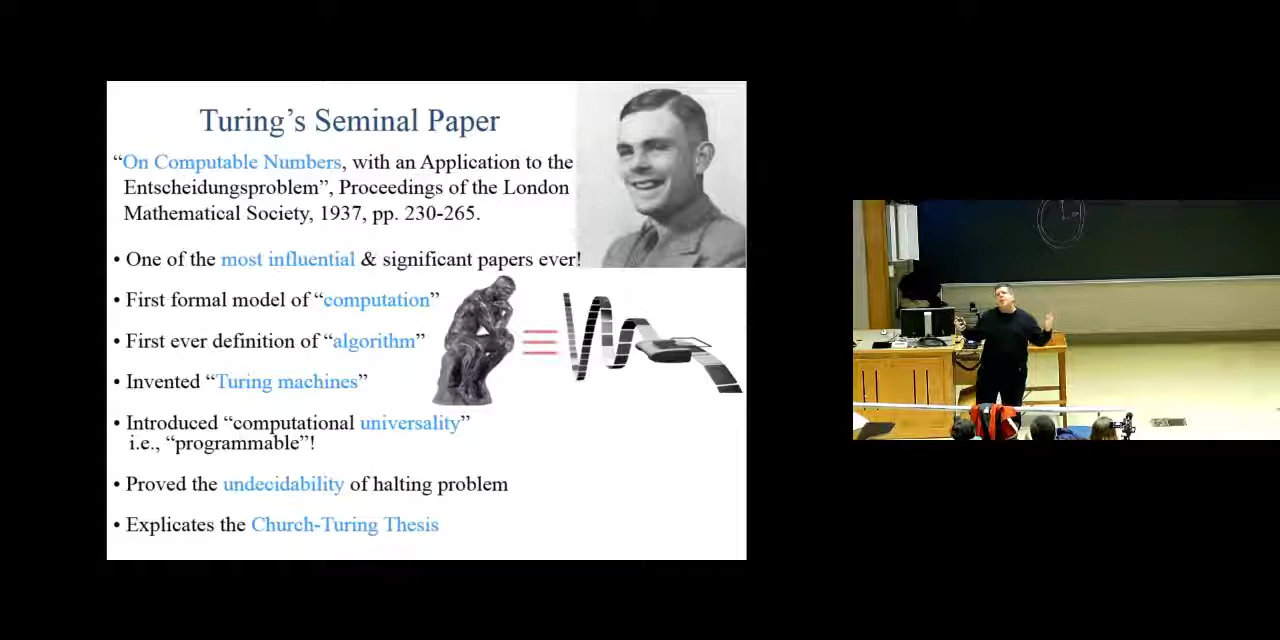 Turing’s Seminal Paper
“On Computable Numbers, with an Application to the
Entscheidungsproblem”, Proceedings of the London
Mathematical Society, 1937, pp. 230-265.
• One of the most influential & significant papers ever!
• First formal model of “computation”
• First ever definition of “algorithm”
• Invented “Turing machines”
• Introduced “computational universality”
i.e., “programmable”!
• Proved the undecidability of halting problem
• Explicates the Church-Turing Thesis